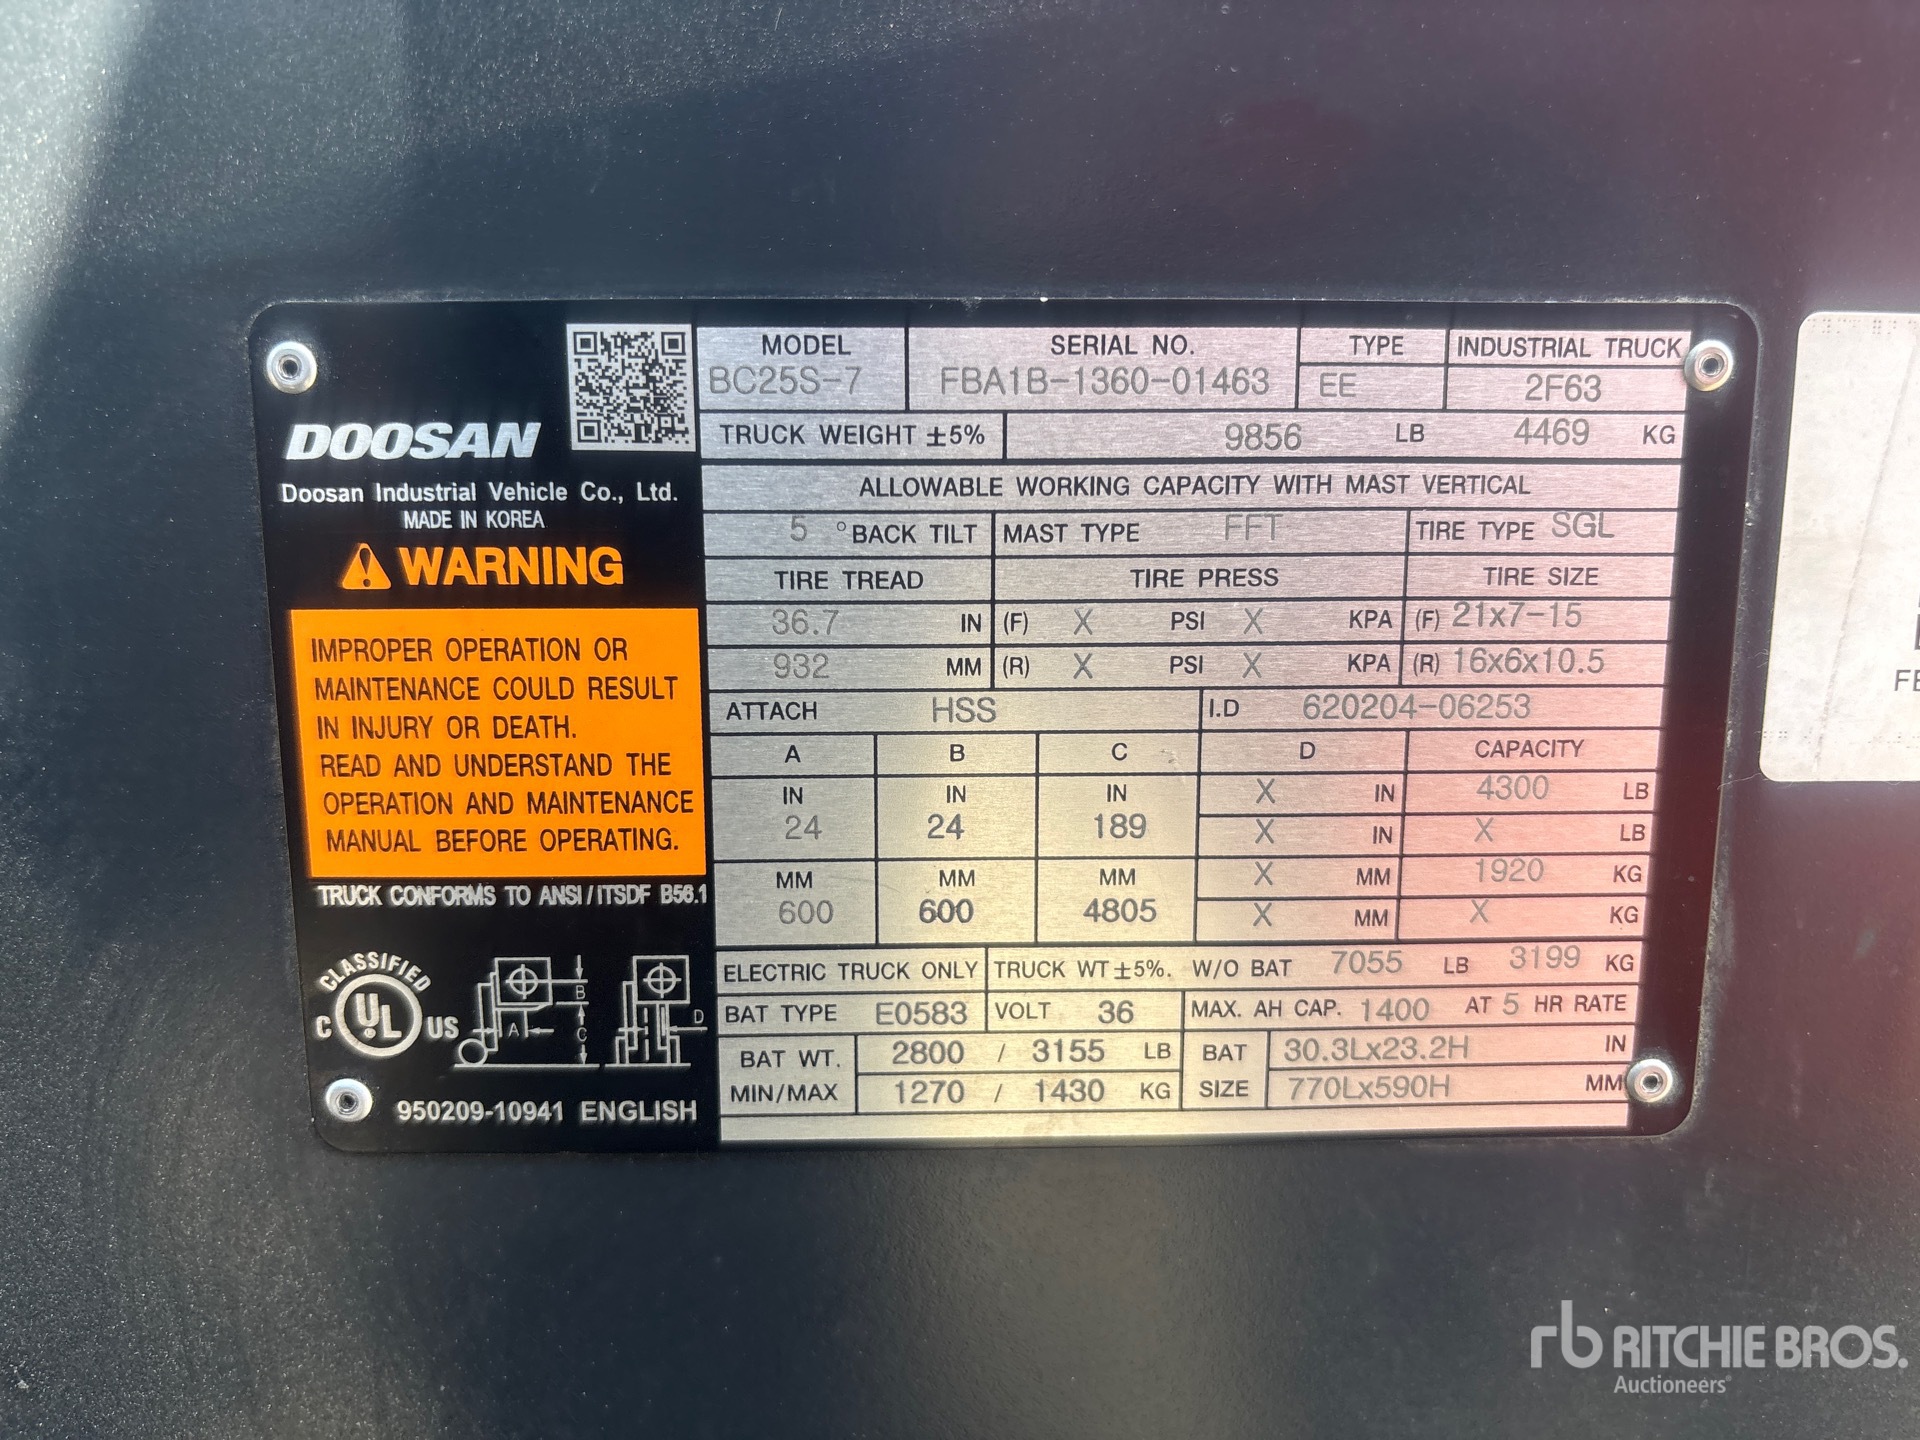 DOOSAN
Doosan Industrial Vehicle Co., Ltd.
MADE IN KOREA
WARNING
IMPROPER OPERATION OR
MAINTENANCE COULD RESULT
IN INJURY OR DEATH.
READ AND UNDERSTAND THE
OPERATION AND MAINTENANCE
MANUAL BEFORE OPERATING.
TRUCK CONFORMS TO ANSI/ITSDF B56.1
CLASSIFIED
C UL US
A B C D
950209-10941 ENGLISH
MODEL SERIAL NO. TYPE INDUSTRIAL TRUCK
BC25S-7 FBA1B-1360-01463 EE 2F63
TRUCK WEIGHT ±5% 9856 LB 4469 KG
ALLOWABLE WORKING CAPACITY WITH MAST VERTICAL
5 °BACK TILT MAST TYPE FFT TIRE TYPE SGL
TIRE TREAD TIRE PRESS TIRE SIZE
36.7 IN (F) X PSI X KPA (F) 21x7-15
932 MM (R) X PSI X KPA (R) 16x6x10.5
ATTACH HSS I.D 620204-06253
A B C D CAPACITY
IN IN IN X IN 4300 LB
24 24 189 X IN X LB
MM MM MM X MM 1920 KG
600 600 4805 X MM X KG
ELECTRIC TRUCK ONLY TRUCK WT ±5%. W/O BAT 7055 LB 3199 KG
BAT TYPE E0583 VOLT 36 MAX. AH CAP. 1400 AT 5 HR RATE
BAT WT. 2800 / 3155 LB BAT 30.3Lx23.2H IN
MIN/MAX 1270 / 1430 KG SIZE 770Lx590H MM
FE
rb RITCHIE BROS.
Auctioneers